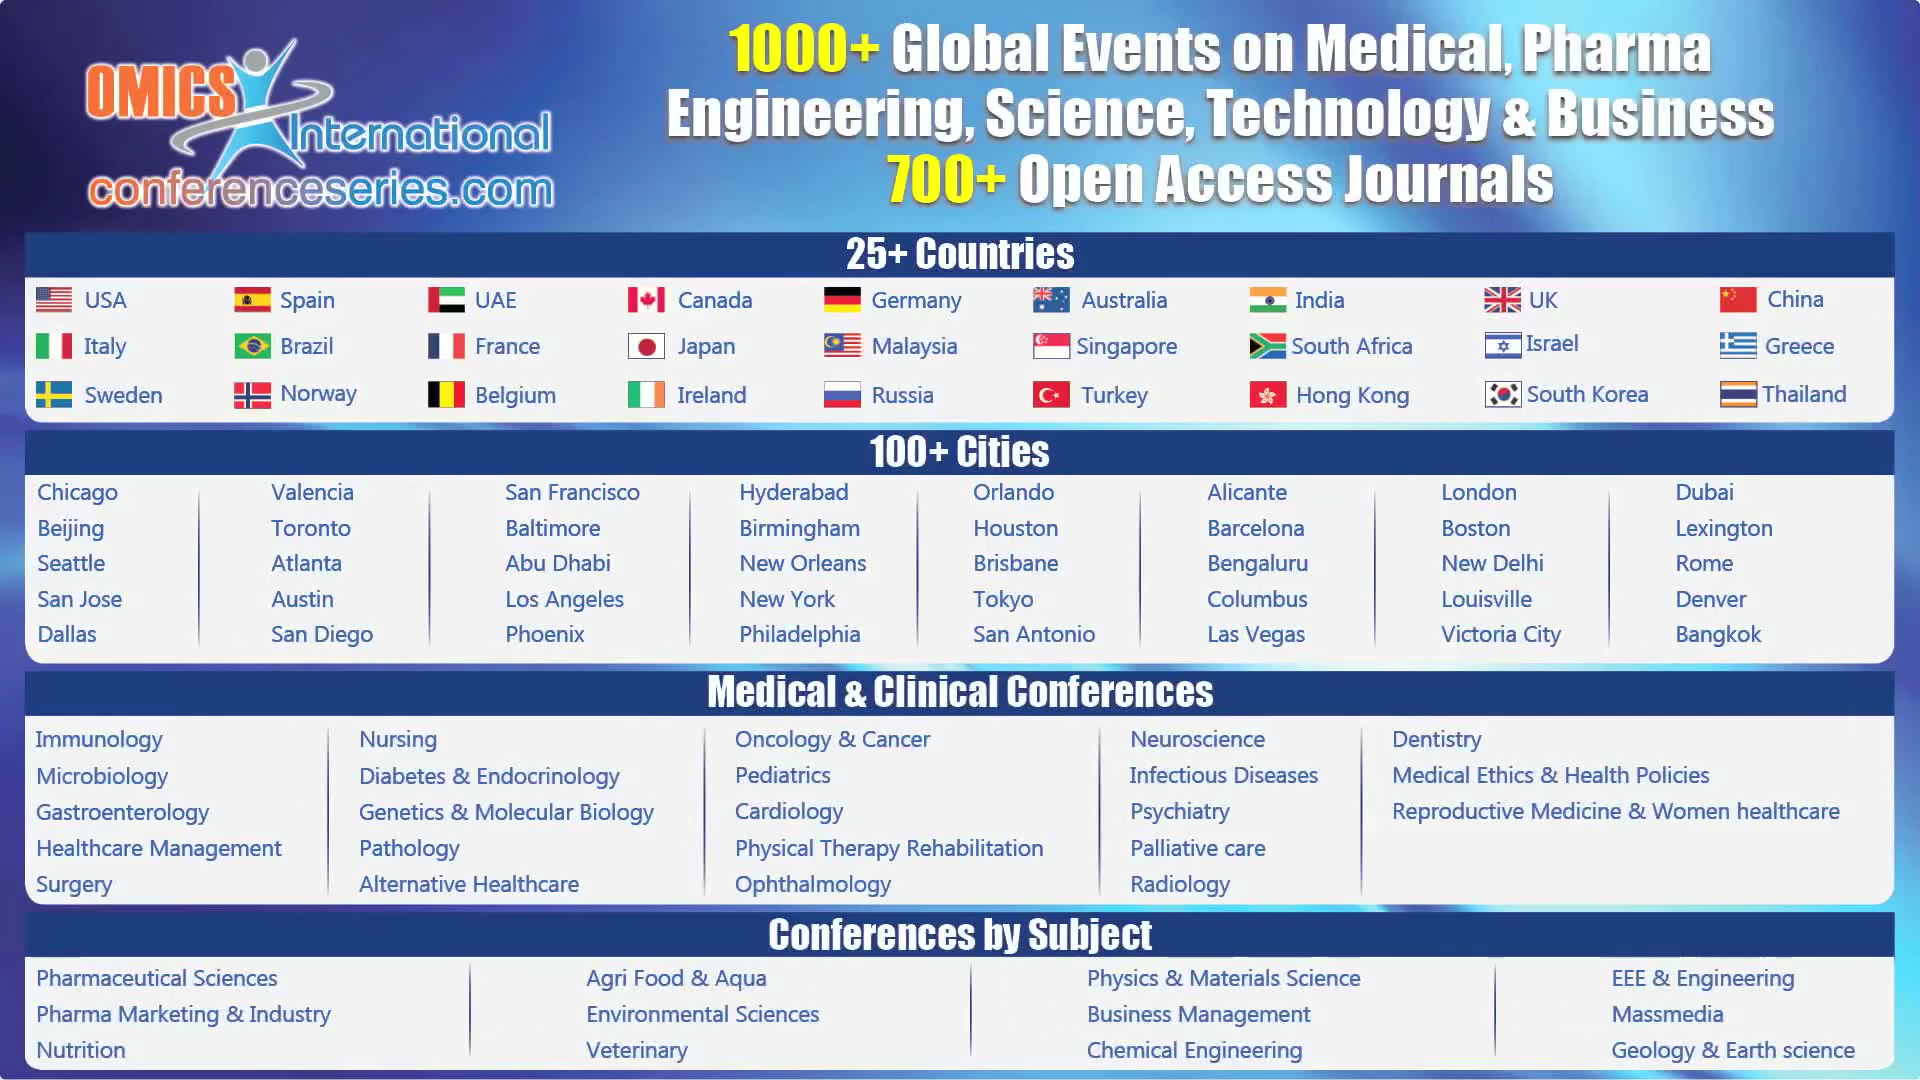 OMICS
International
conferenceseries.com
1000+ Global Events on Medical, Pharma
Engineering, Science, Technology & Business
700+ Open Access Journals
25+ Countries
USA Spain UAE Canada Germany Australia India UK China
Italy Brazil France Japan Malaysia Singapore South Africa Israel Greece
Sweden Norway Belgium Ireland Russia Turkey Hong Kong South Korea Thailand
100+ Cities
Chicago Valencia San Francisco Hyderabad Orlando Alicante London Dubai
Beijing Toronto Baltimore Birmingham Houston Barcelona Boston Lexington
Seattle Atlanta Abu Dhabi New Orleans Brisbane Bengaluru New Delhi Rome
San Jose Austin Los Angeles New York Tokyo Columbus Louisville Denver
Dallas San Diego Phoenix Philadelphia San Antonio Las Vegas Victoria City Bangkok
Medical & Clinical Conferences
Immunology Nursing Oncology & Cancer Neuroscience Dentistry
Microbiology Diabetes & Endocrinology Pediatrics Infectious Diseases Medical Ethics & Health Policies
Gastroenterology Genetics & Molecular Biology Cardiology Psychiatry Reproductive Medicine & Women healthcare
Healthcare Management Pathology Physical Therapy Rehabilitation Palliative care
Surgery Alternative Healthcare Ophthalmology Radiology
Conferences by Subject
Pharmaceutical Sciences Agri Food & Aqua Physics & Materials Science EEE & Engineering
Pharma Marketing & Industry Environmental Sciences Business Management Massmedia
Nutrition Veterinary Chemical Engineering Geology & Earth science